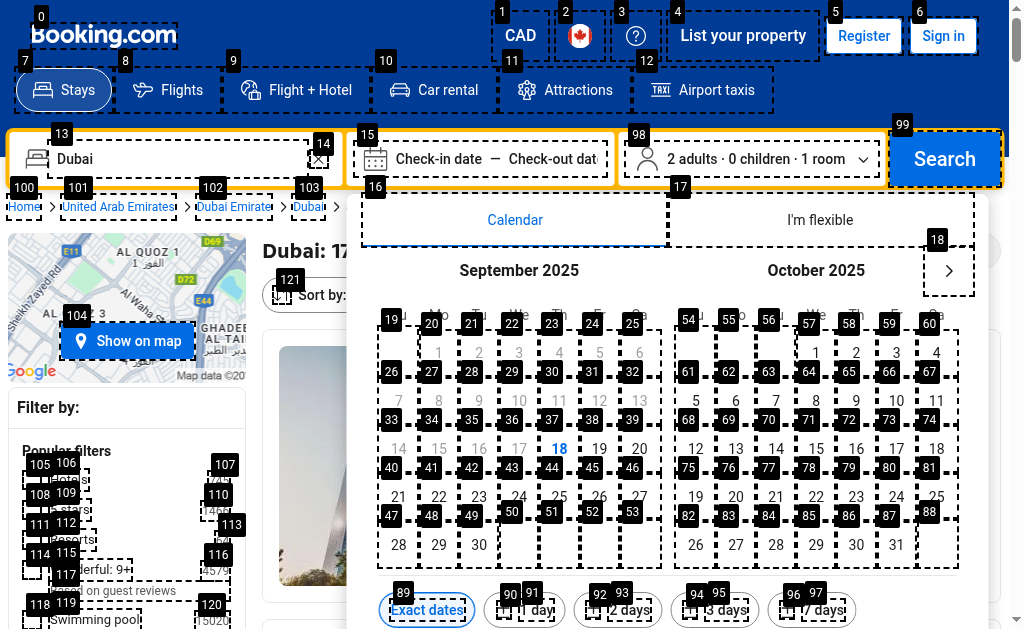 Booking.com
CAD
List your property
Register
Sign in
Stays
Flights
Flight + Hotel
Car rental
Attractions
Airport taxis
Dubai
Check-in date — Check-out dat
2 adults · 0 children · 1 room
Search
Home
United Arab Emirates
Dubai Emirate
Dubai
Calendar
I'm flexible
Dubai: 17
Sort by:
September 2025
October 2025
1 2 3 4 5 6
7 8 9 10 11 12 13
14 15 16 17 18 19 20
21 22 23 24 25 26 27
28 29 30
1 2 3 4
5 6 7 8 9 10 11
12 13 14 15 16 17 18
19 20 21 22 23 24 25
26 27 28 29 30 31
Exact dates
1 day
2 days
3 days
7 days
E11
AL QUOZ 1
القوز 1
D69
D72
E44
Sheikh Zayed Rd
Show on map
Google
Map data ©20
Filter by:
Popular filters
Hotels
5 stars
1466
Resorts
4579
Based on guest reviews
Swimming pool
15020
0
1
2
3
4
5
6
7
8
9
10
11
12
13
14
15
98
99
100
101
102
103
16
17
18
121
104
19
20
21
22
23
24
25
54
55
56
57
58
59
60
26
27
28
29
30
31
32
61
62
63
64
65
66
67
33
34
35
36
37
38
39
68
69
70
71
72
73
74
40
41
42
43
44
45
46
75
76
77
78
79
80
81
47
48
49
50
51
52
53
82
83
84
85
86
87
88
89
90
91
92
93
94
95
96
97
105
106
107
108
109
110
111
112
113
114
115
116
117
118
119
120